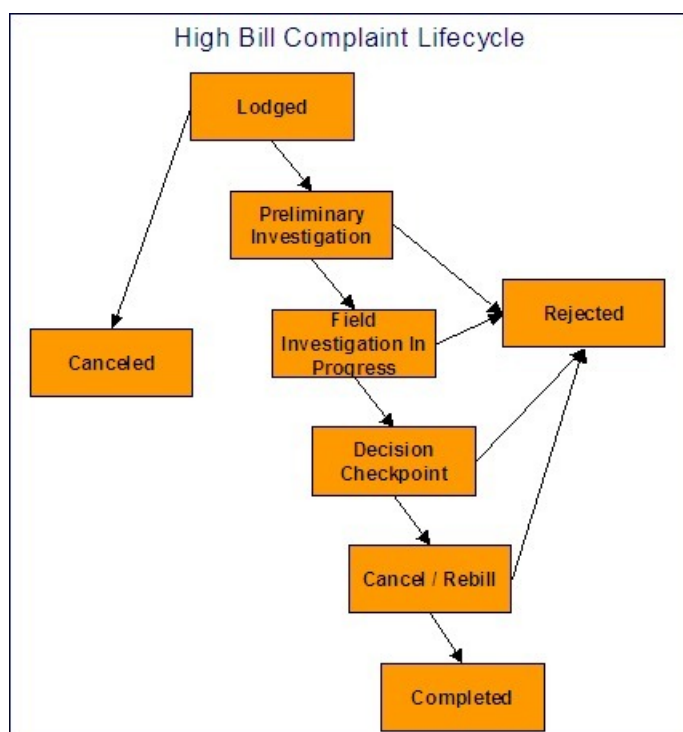 High Bill Complaint Lifecycle
Lodged
Preliminary
Investigation
Field
Investigation In
Progress
Rejected
Canceled
Decision
Checkpoint
Cancel / Rebill
Completed